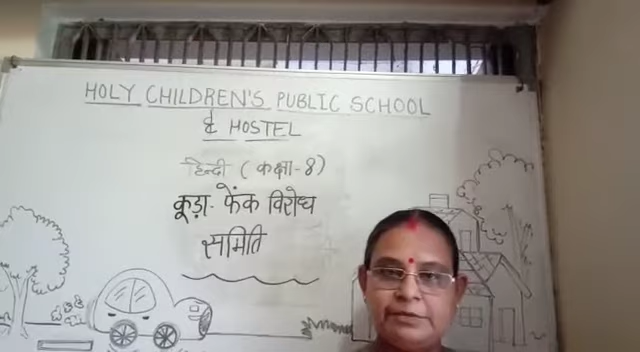 HOLY CHILDREN'S PUBLIC SCHOOL
& HOSTEL
हिन्दी (कक्षा-8)
कूड़ा- फेंक विरोध
समिति